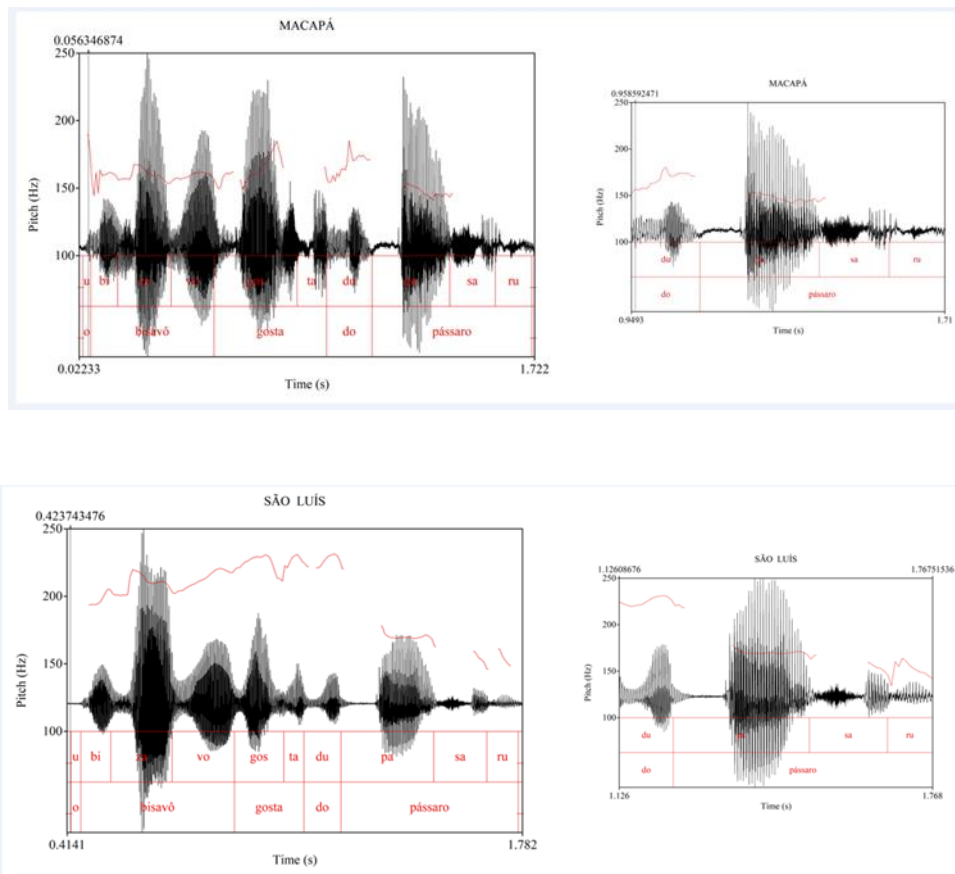 MACAPÁ
0.056346874
250
200
150
100
Pitch (Hz)
u bi za vo gos ta du pa sa ru
o bisavô gosta do pássaro
0.02233 1.722
Time (s)
MACAPÁ
0.958592471
250
200
150
100
Pitch (Hz)
du pa sa ru
do pássaro
0.9493 1.71
Time (s)
SÃO LUÍS
0.423743476
250
200
150
100
Pitch (Hz)
u bi za vo gos ta du pa sa ru
o bisavô gosta do pássaro
0.4141 1.782
Time (s)
SÃO LUÍS
1.12608676 1.76751536
250
200
150
100
Pitch (Hz)
du pa sa ru
do pássaro
1.126 1.768
Time (s)